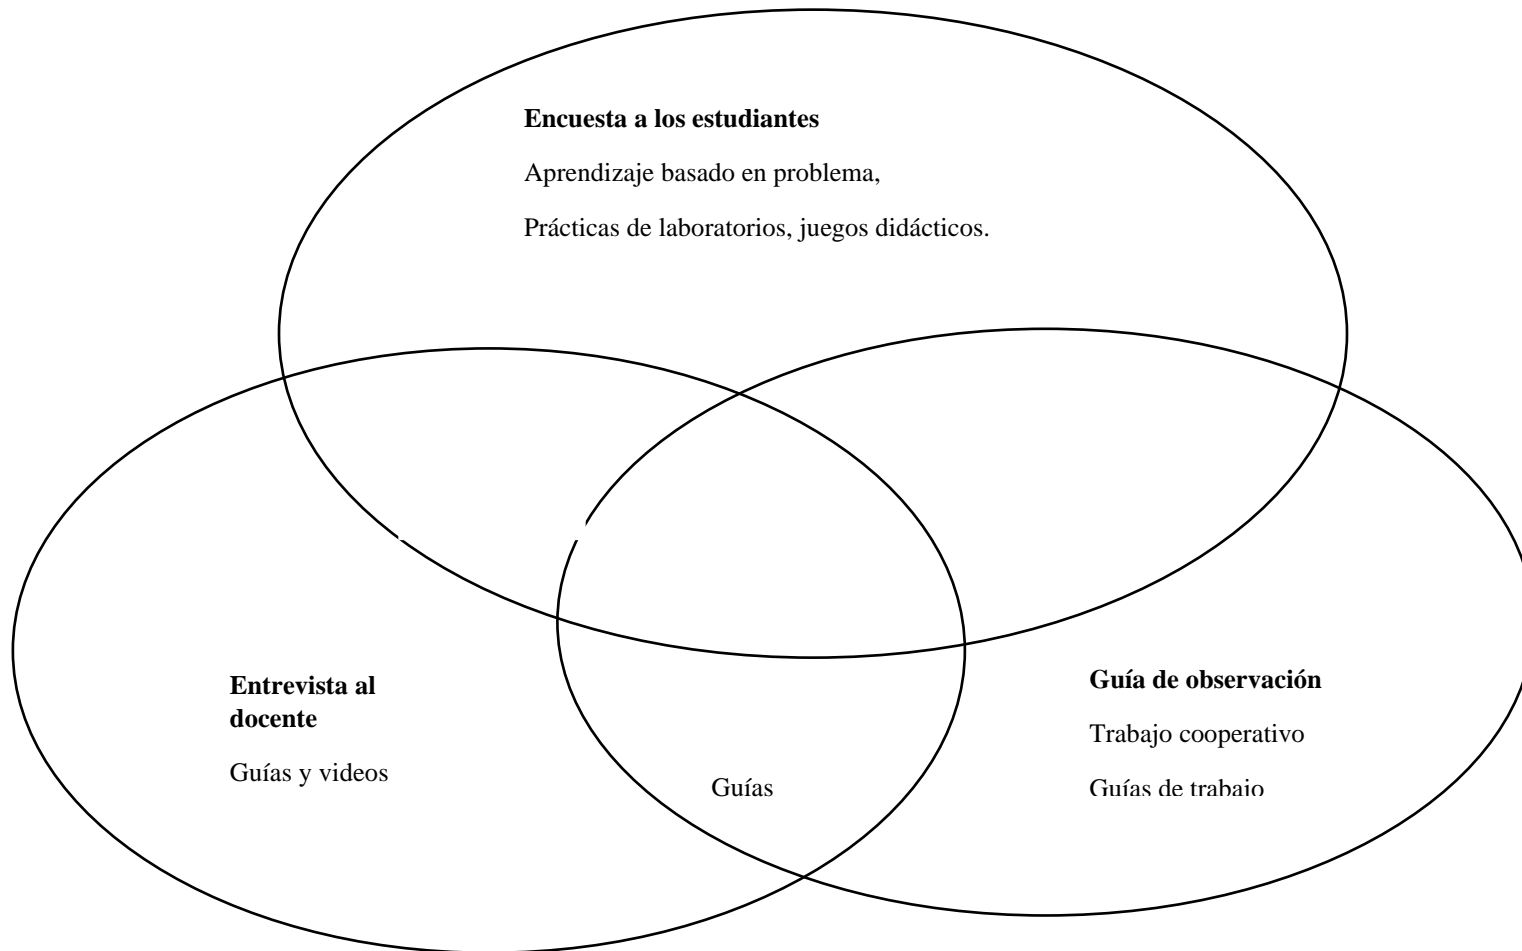 Encuesta a los estudiantes
Aprendizaje basado en problema,
Prácticas de laboratorios, juegos didácticos.
Entrevista al
docente
Guías y videos
Guías
Guía de observación
Trabajo cooperativo
Guías de trabajo